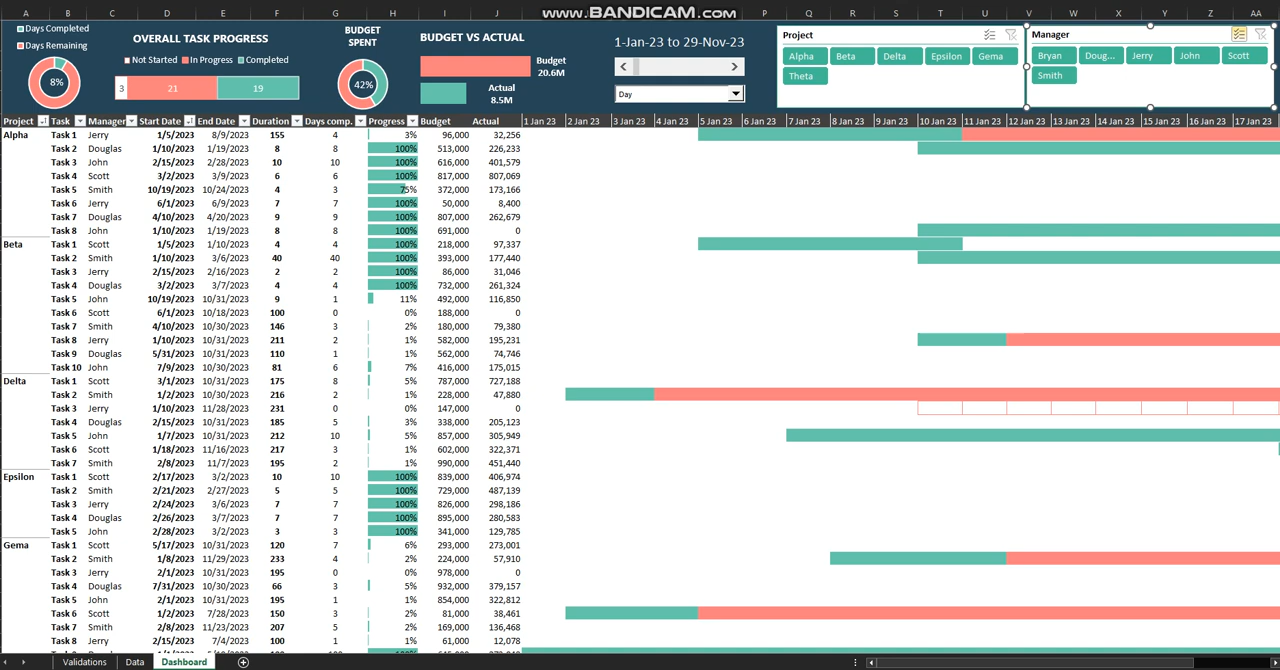 www.BANDICAM.com
A B C D E F G H I J P Q R S T U V W X Y Z AA
Days Completed
Days Remaining
8%
OVERALL TASK PROGRESS
Not Started In Progress Completed
3 21 19
BUDGET
SPENT
42%
BUDGET VS ACTUAL
Budget
20.6M
Actual
8.5M
1-Jan-23 to 29-Nov-23
Day
Project
Alpha Beta Delta Epsilon Gema
Theta
Manager
Bryan Doug... Jerry John Scott
Smith
Project Task Manager Start Date End Date Duration Days comp. Progress Budget Actual 1 Jan 23 2 Jan 23 3 Jan 23 4 Jan 23 5 Jan 23 6 Jan 23 7 Jan 23 8 Jan 23 9 Jan 23 10 Jan 23 11 Jan 23 12 Jan 23 13 Jan 23 14 Jan 23 15 Jan 23 16 Jan 23 17 Jan 23
Alpha Task 1 Jerry 1/5/2023 8/9/2023 155 4 3% 96,000 32,256
Task 2 Douglas 1/10/2023 1/19/2023 8 8 100% 513,000 226,233
Task 3 John 2/15/2023 2/28/2023 10 10 100% 616,000 401,579
Task 4 Scott 3/2/2023 3/9/2023 6 6 100% 817,000 807,069
Task 5 Smith 10/19/2023 10/24/2023 4 3 75% 372,000 173,166
Task 6 Jerry 6/1/2023 6/9/2023 7 7 100% 50,000 8,400
Task 7 Douglas 4/10/2023 4/20/2023 9 9 100% 807,000 262,679
Task 8 John 1/10/2023 1/19/2023 8 8 100% 691,000 0
Beta Task 1 Scott 1/5/2023 1/10/2023 4 4 100% 218,000 97,337
Task 2 Smith 1/10/2023 3/6/2023 40 40 100% 393,000 177,440
Task 3 Jerry 2/15/2023 2/16/2023 2 2 100% 86,000 31,046
Task 4 Douglas 3/2/2023 3/7/2023 4 4 100% 732,000 261,324
Task 5 John 10/19/2023 10/31/2023 9 1 11% 492,000 116,850
Task 6 Scott 6/1/2023 10/18/2023 100 0 0% 188,000 0
Task 7 Smith 4/10/2023 10/30/2023 146 3 2% 180,000 79,380
Task 8 Jerry 1/10/2023 10/31/2023 211 2 1% 582,000 195,231
Task 9 Douglas 5/31/2023 10/31/2023 110 1 1% 562,000 74,746
Task 10 John 7/9/2023 10/30/2023 81 6 7% 416,000 175,015
Delta Task 1 Scott 3/1/2023 10/31/2023 175 8 5% 787,000 727,188
Task 2 Smith 1/2/2023 10/30/2023 216 2 1% 228,000 47,880
Task 3 Jerry 1/10/2023 11/28/2023 231 0 0% 147,000 0
Task 4 Douglas 2/15/2023 10/31/2023 185 5 3% 338,000 205,123
Task 5 John 1/7/2023 10/31/2023 212 10 5% 857,000 305,949
Task 6 Scott 1/18/2023 11/16/2023 217 3 1% 602,000 322,371
Task 7 Smith 2/8/2023 11/7/2023 195 2 1% 990,000 451,440
Epsilon Task 1 Scott 2/17/2023 3/2/2023 10 10 100% 839,000 406,974
Task 2 Smith 2/21/2023 2/27/2023 5 5 100% 729,000 487,139
Task 3 Jerry 2/24/2023 3/6/2023 7 7 100% 826,000 298,186
Task 4 Douglas 2/26/2023 3/7/2023 7 7 100% 895,000 280,583
Task 5 John 2/28/2023 3/2/2023 3 3 100% 341,000 129,785
Gema Task 1 Scott 5/17/2023 10/31/2023 120 7 6% 293,000 273,001
Task 2 Smith 1/8/2023 11/29/2023 233 4 2% 224,000 57,910
Task 3 Jerry 2/1/2023 10/31/2023 195 0 0% 978,000 0
Task 4 Douglas 7/31/2023 10/30/2023 66 3 5% 932,000 379,157
Task 5 John 2/1/2023 10/31/2023 195 1 1% 854,000 322,812
Task 6 Scott 1/2/2023 7/28/2023 150 3 2% 81,000 38,461
Task 7 Smith 2/8/2023 11/23/2023 207 5 2% 169,000 136,468
Task 8 Jerry 2/15/2023 7/4/2023 100 1 1% 61,000 12,078
Validations Data Dashboard